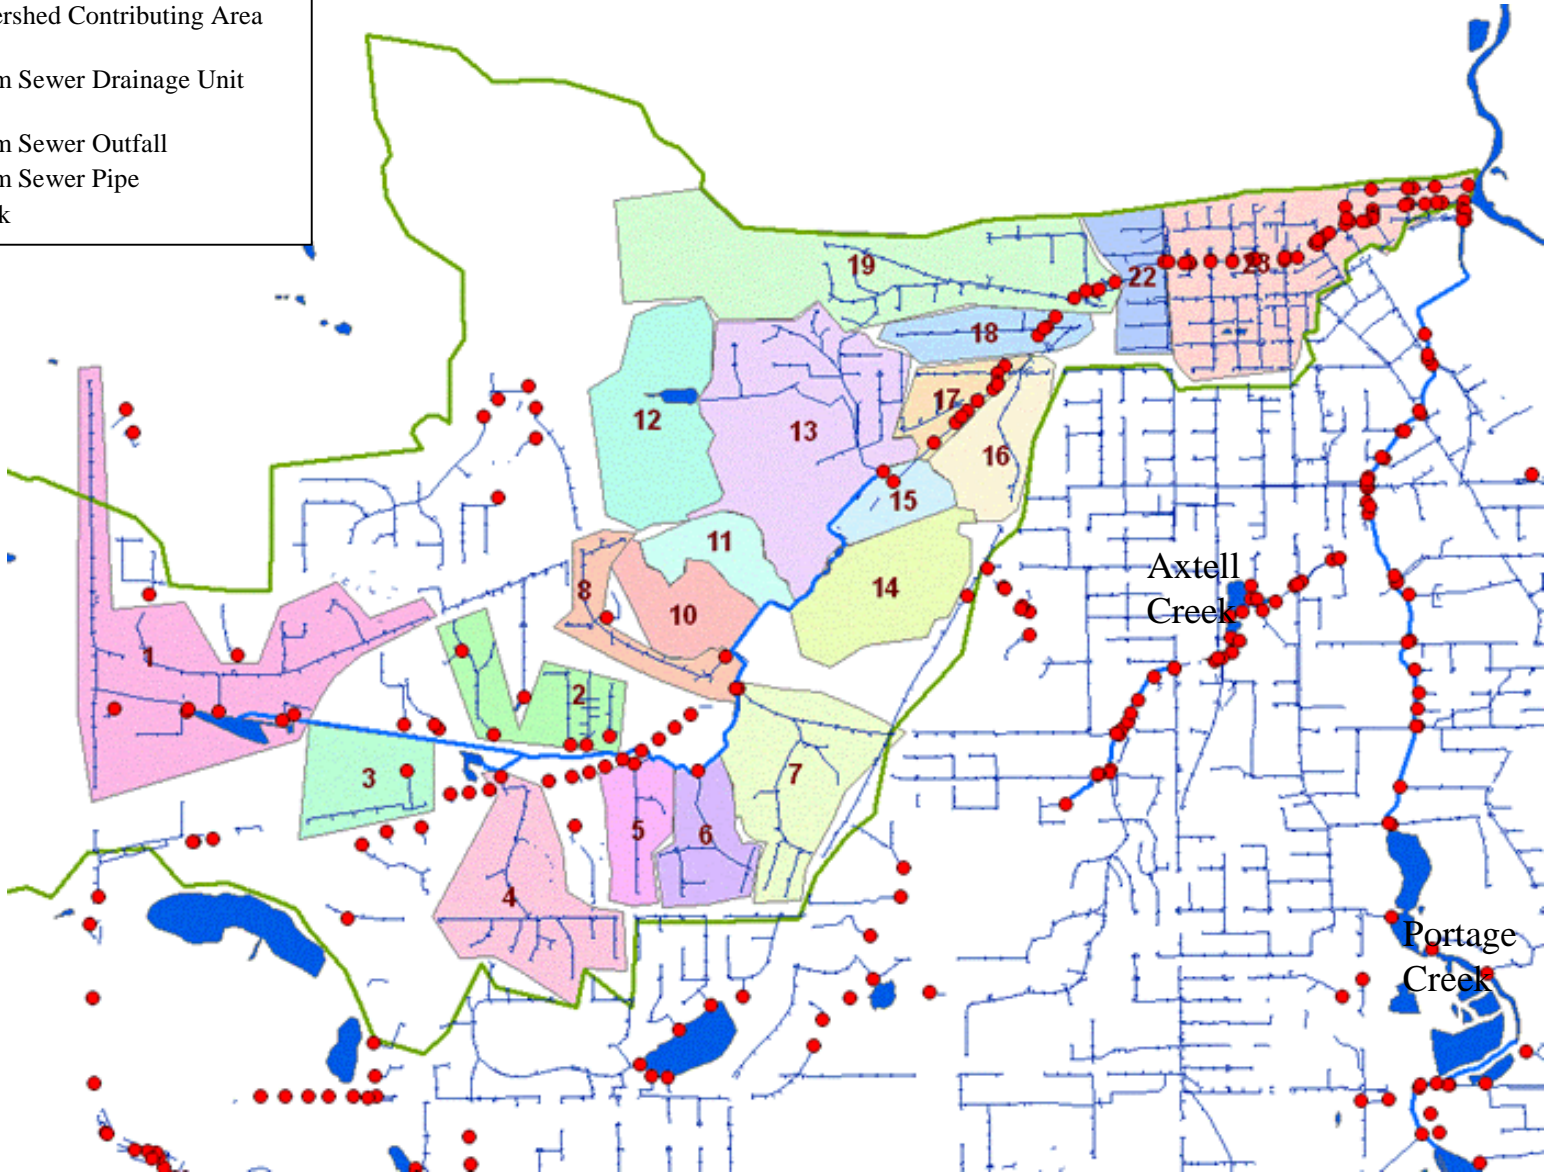 ershed Contributing Area
m Sewer Drainage Unit
m Sewer Outfall
m Sewer Pipe
k
19
22
23
18
12
13
17
16
15
11
14
8
10
Axtell
Creek
1
2
3
7
5
6
4
Portage
Creek